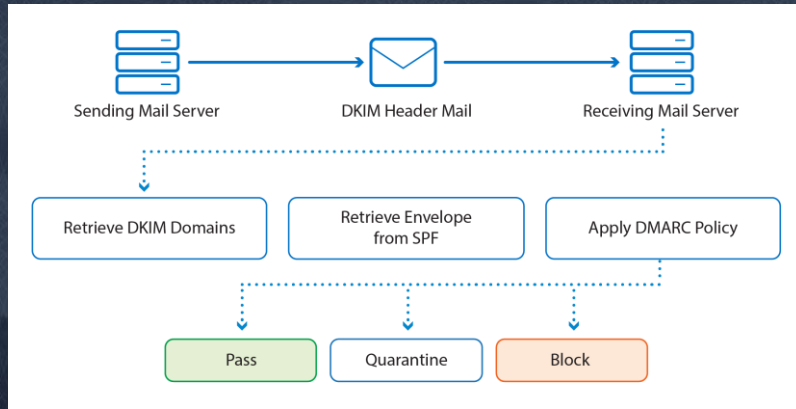 Sending Mail Server
DKIM Header Mail
Receiving Mail Server
Retrieve DKIM Domains
Retrieve Envelope
from SPF
Apply DMARC Policy
Pass
Quarantine
Block